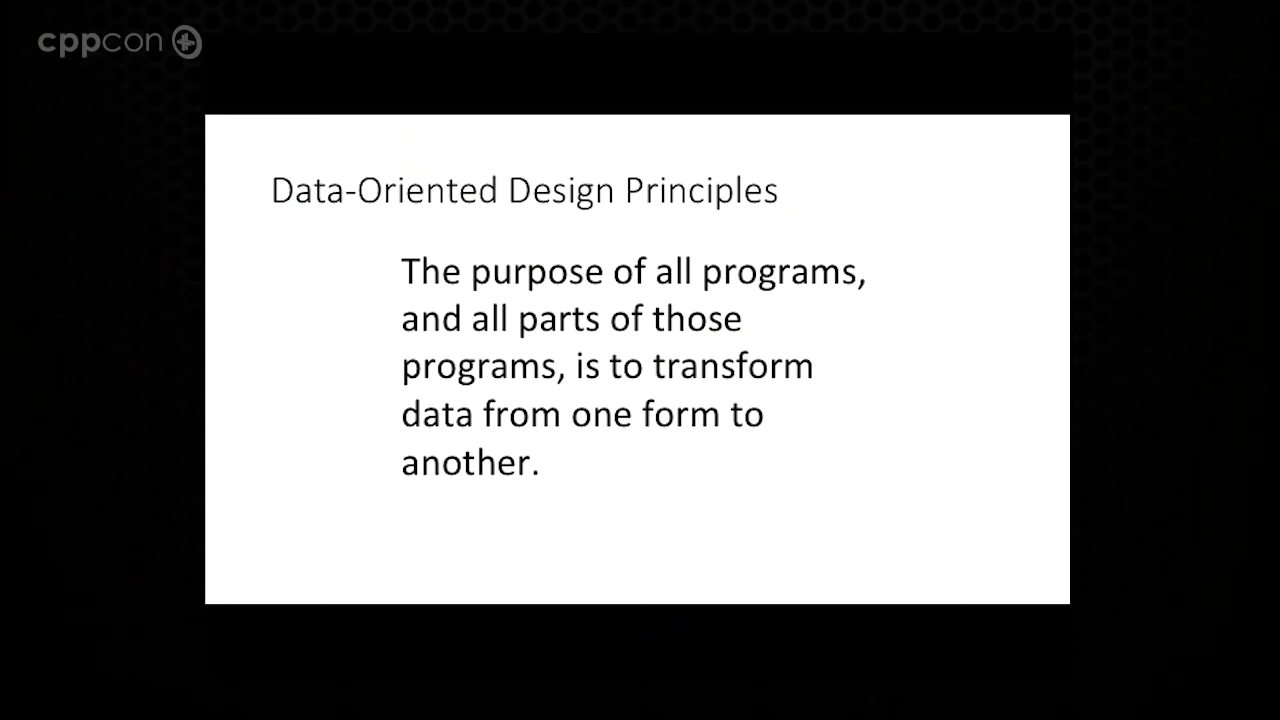 cppcon
Data-Oriented Design Principles
The purpose of all programs,
and all parts of those
programs, is to transform
data from one form to
another.